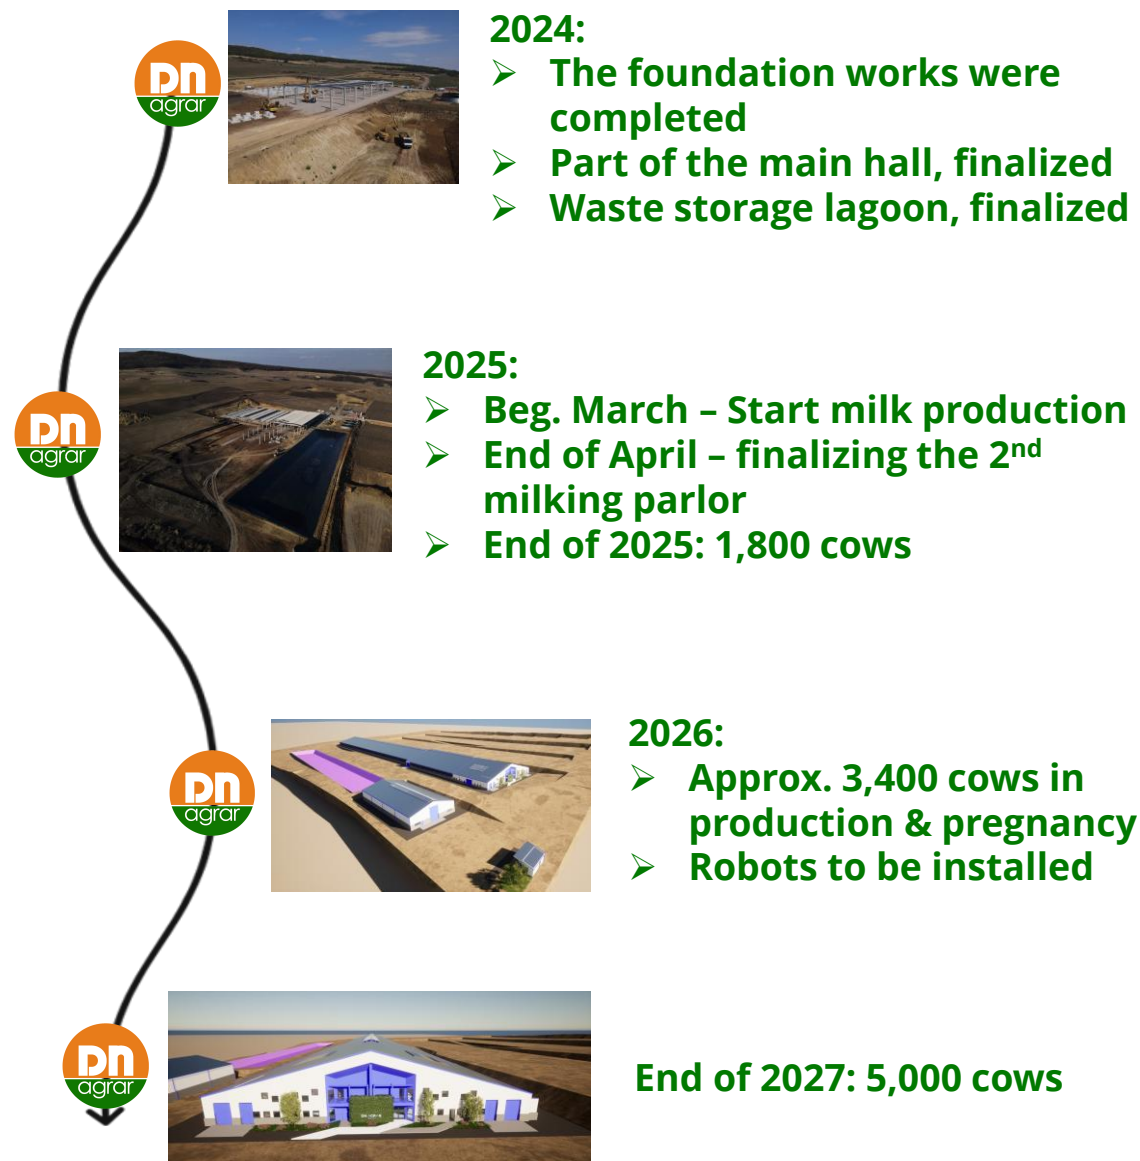 DN
agrar
2024:
➢ The foundation works were
completed
➢ Part of the main hall, finalized
➢ Waste storage lagoon, finalized
DN
agrar
2025:
➢ Beg. March – Start milk production
➢ End of April – finalizing the 2nd
milking parlor
➢ End of 2025: 1,800 cows
DN
agrar
2026:
➢ Approx. 3,400 cows in
production & pregnancy
➢ Robots to be installed
DN
agrar
End of 2027: 5,000 cows